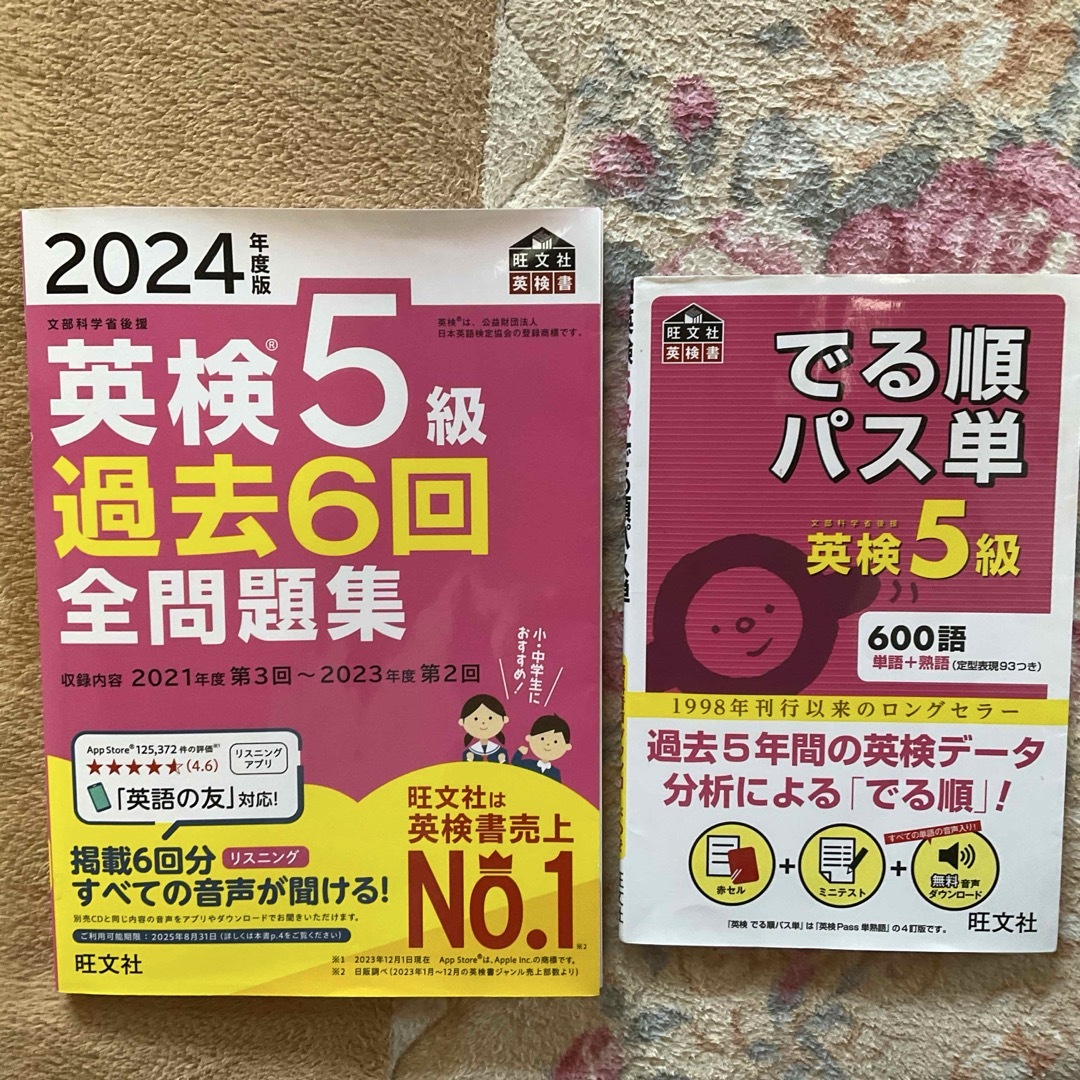 2024年度版
旺文社
英検書
文部科学省後援
英検®は、公益財団法人
日本英語検定協会の登録商標です。
英検®5級
過去6回
全問題集
収録内容 2021年度 第3回~2023年度 第2回
小・中学生に
おすすめ!
App Store® 125,372件の評価※1
(4.6)
リスニング
アプリ
「英語の友」対応!
掲載6回分 リスニング
すべての音声が聞ける!
別売CDと同じ内容の音声をアプリやダウンロードでお聞きいただけます。
ご利用可能期限:2025年8月31日(詳しくは本書p.4をご覧ください)
旺文社
旺文社は
英検書売上
No.1※2
※1 2023年12月1日現在 App Store®は、Apple Inc.の商標です。
※2 日販調べ(2023年1月~12月の英検書ジャンル売上部数より)
旺文社
英検書
でる順
パス単
文部科学省後援
英検5級
600語
単語+熟語(定型表現93つき)
1998年刊行以来のロングセラー
過去5年間の英検データ
分析による「でる順」!
赤セル
+
ミニテスト
+
すべての単語の音声入り!
無料音声
ダウンロード
「英検 でる順パス単」は「英検Pass 単熟語」の4訂版です。
旺文社